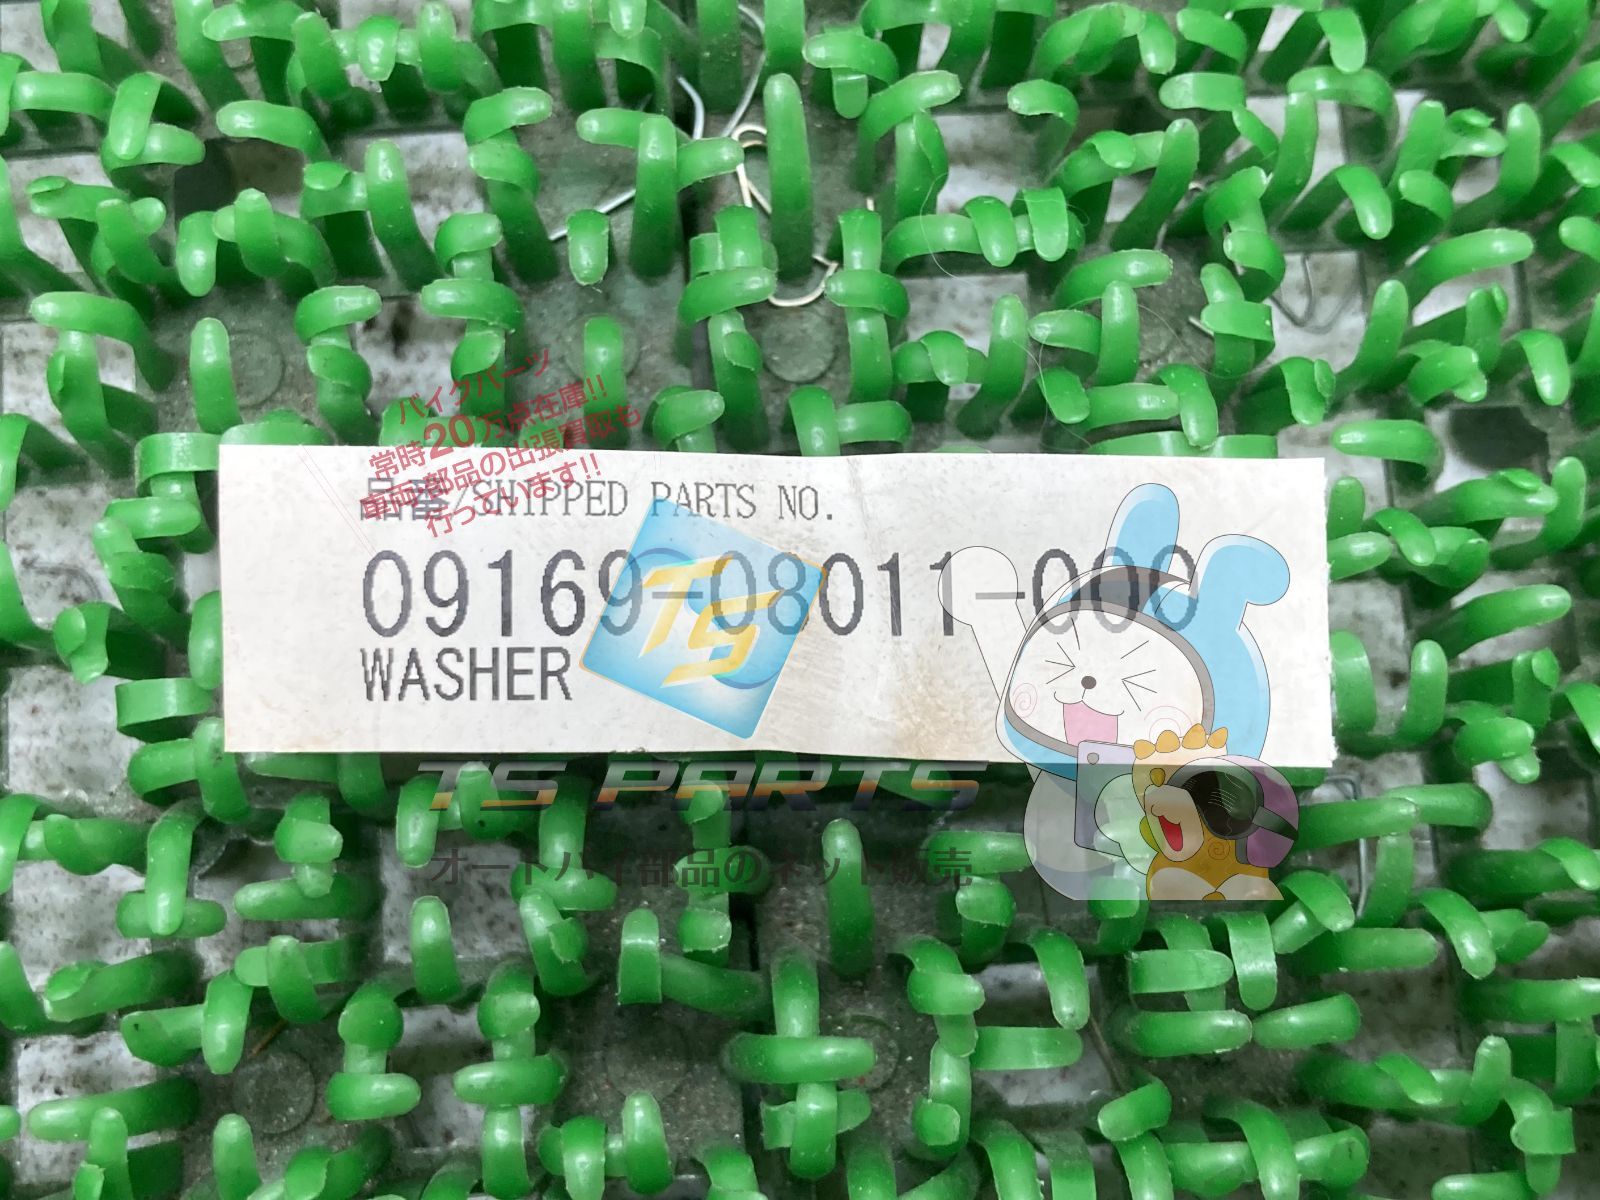 バイクパーツ
常時20万点在庫!!
車両・部品の出張買取も
行っています!!
品番/SHIPPED PARTS NO.
09169-08011-000
WASHER
TS
TS PARTS
オートバイ部品のネット販売